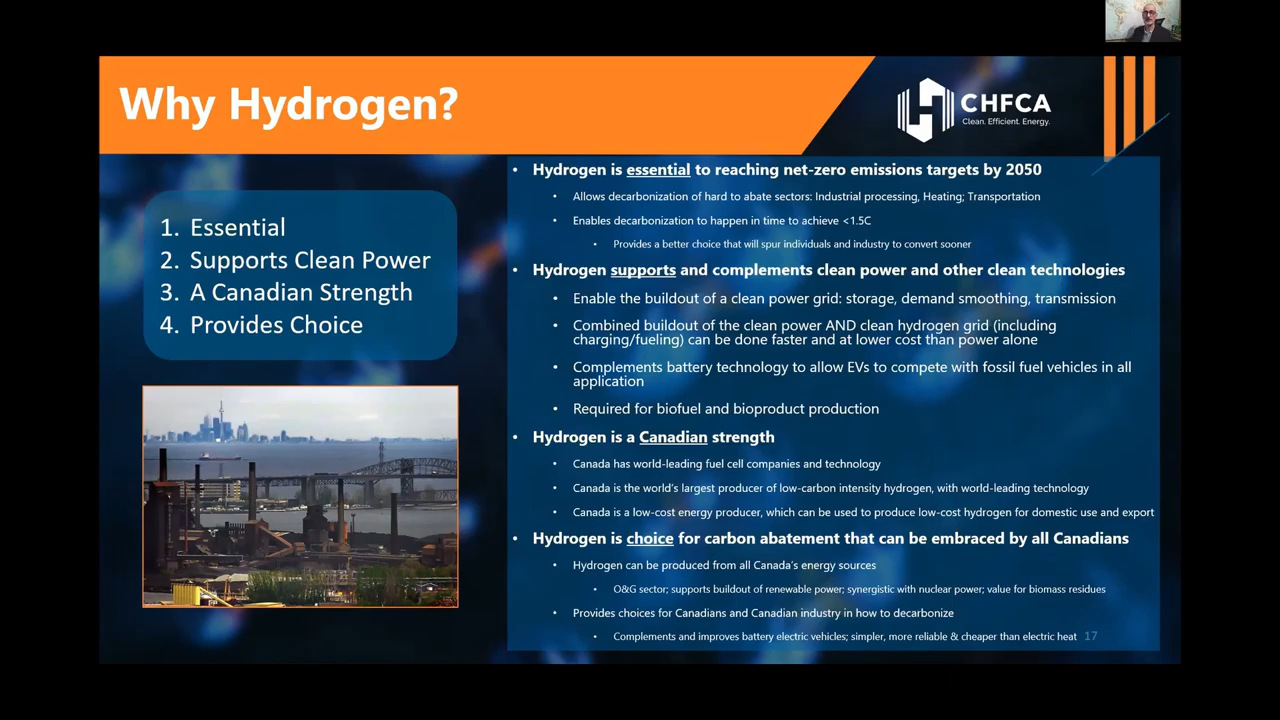 Why Hydrogen?
CHFCA
Clean. Efficient. Energy.
1. Essential
2. Supports Clean Power
3. A Canadian Strength
4. Provides Choice
• Hydrogen is essential to reaching net-zero emissions targets by 2050
• Allows decarbonization of hard to abate sectors: Industrial processing, Heating; Transportation
• Enables decarbonization to happen in time to achieve <1.5C
• Provides a better choice that will spur individuals and industry to convert sooner
• Hydrogen supports and complements clean power and other clean technologies
• Enable the buildout of a clean power grid: storage, demand smoothing, transmission
• Combined buildout of the clean power AND clean hydrogen grid (including
charging/fueling) can be done faster and at lower cost than power alone
• Complements battery technology to allow EVs to compete with fossil fuel vehicles in all
application
• Required for biofuel and bioproduct production
• Hydrogen is a Canadian strength
• Canada has world-leading fuel cell companies and technology
• Canada is the world's largest producer of low-carbon intensity hydrogen, with world-leading technology
• Canada is a low-cost energy producer, which can be used to produce low-cost hydrogen for domestic use and export
• Hydrogen is choice for carbon abatement that can be embraced by all Canadians
• Hydrogen can be produced from all Canada's energy sources
• O&G sector; supports buildout of renewable power; synergistic with nuclear power; value for biomass residues
• Provides choices for Canadians and Canadian industry in how to decarbonize
• Complements and improves battery electric vehicles; simpler, more reliable & cheaper than electric heat
17